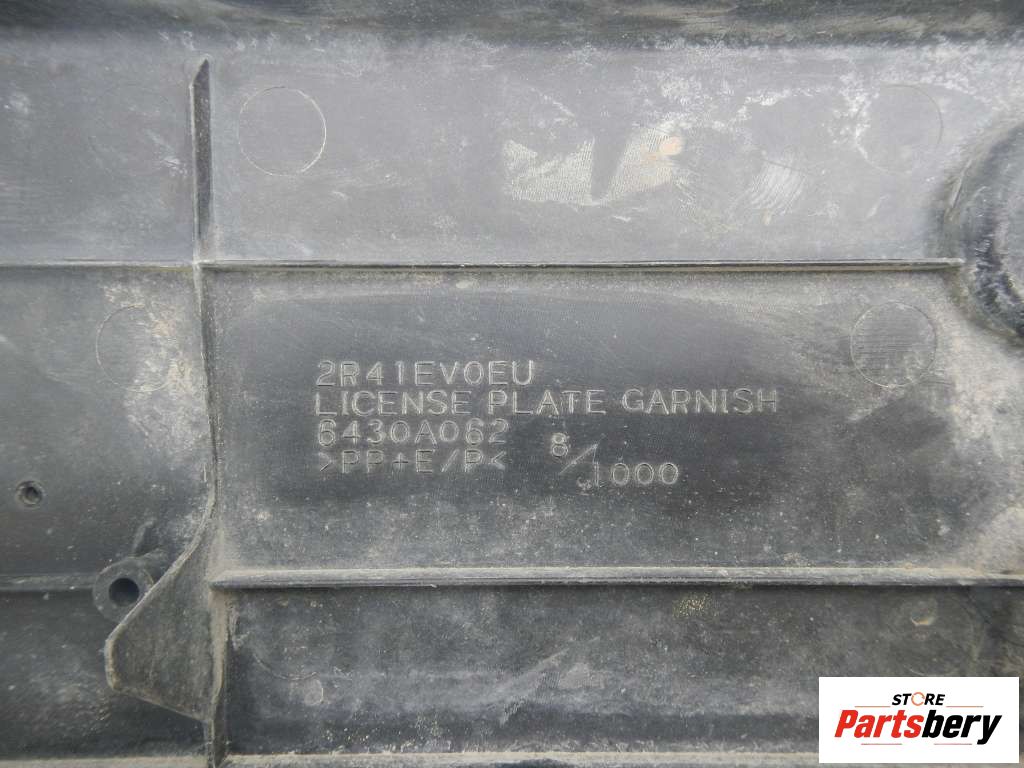 2R41EV0EU
LICENSE PLATE GARNISH
6430A062
>PP+E/P<
8/1000
STORE
Partsbery